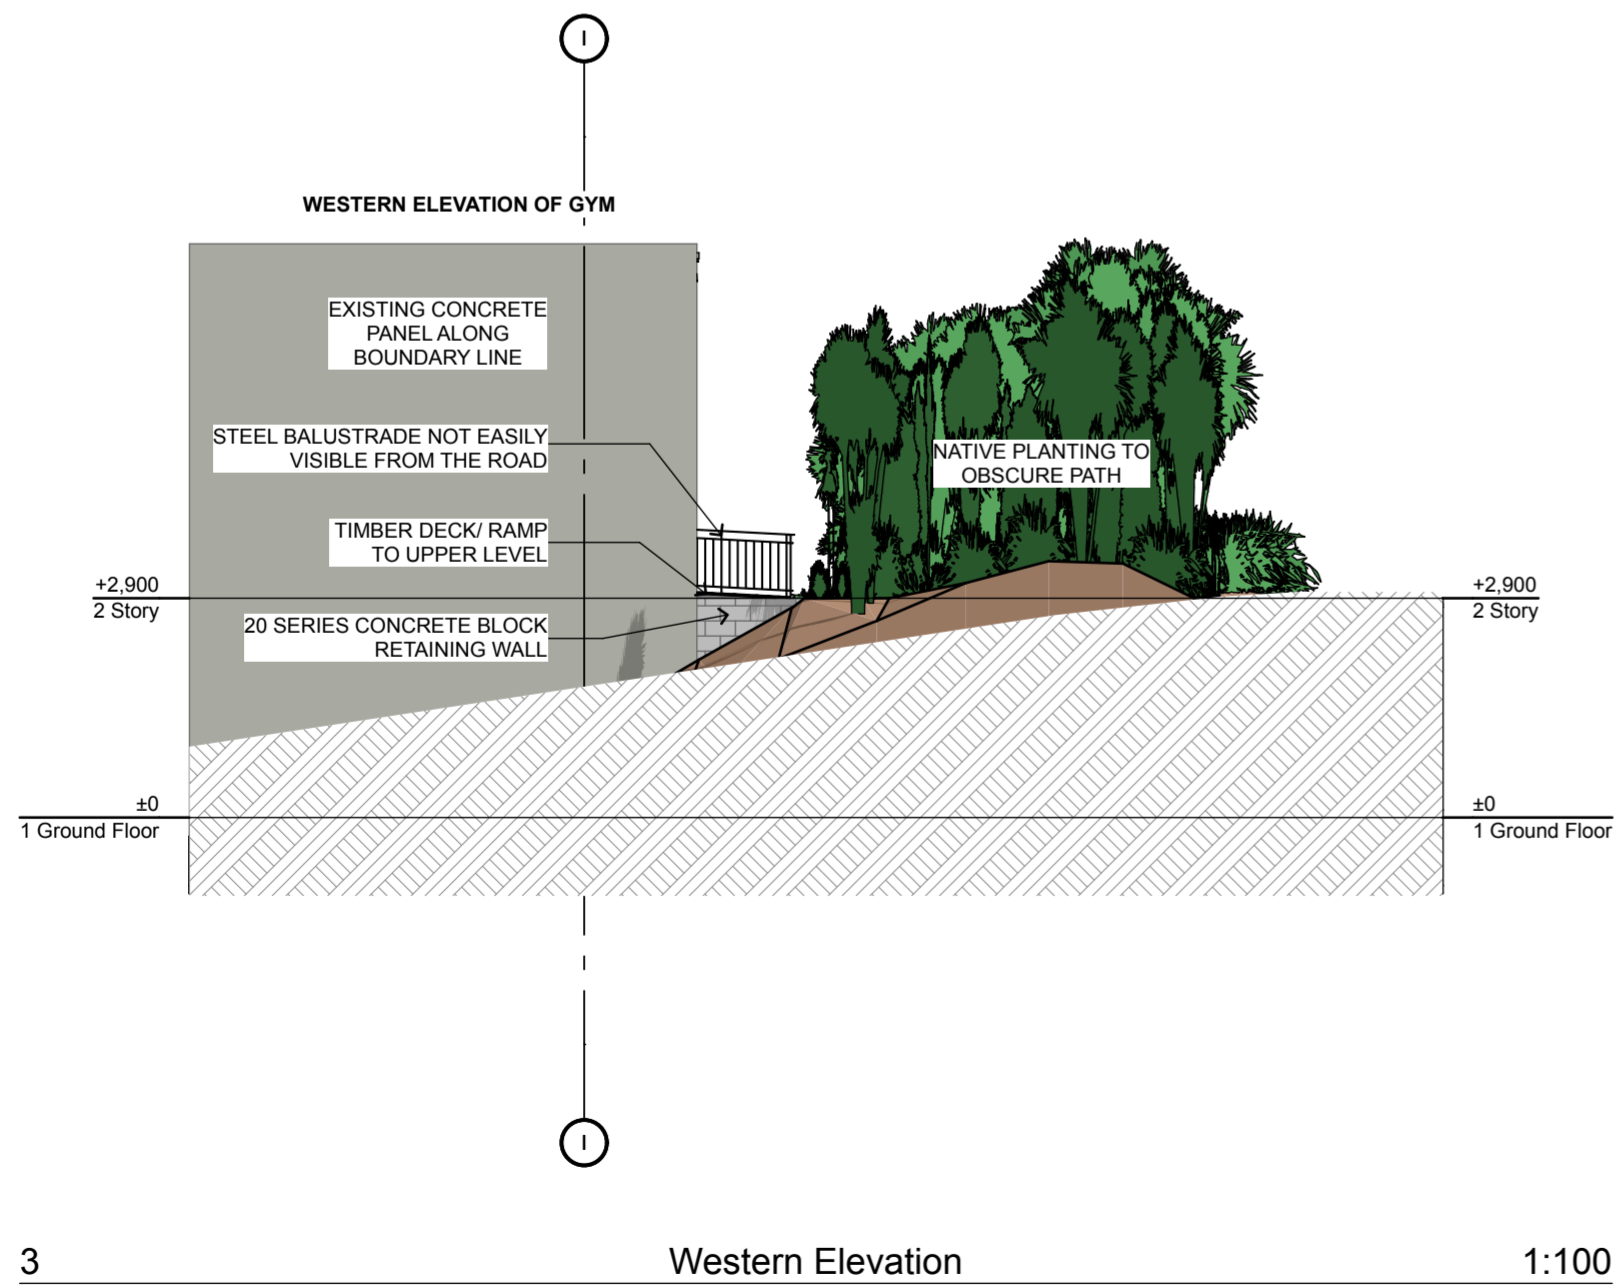 I
WESTERN ELEVATION OF GYM
EXISTING CONCRETE
PANEL ALONG
BOUNDARY LINE
STEEL BALUSTRADE NOT EASILY
VISIBLE FROM THE ROAD
NATIVE PLANTING TO
OBSCURE PATH
TIMBER DECK/ RAMP
TO UPPER LEVEL
+2,900
2 Story
+2,900
2 Story
20 SERIES CONCRETE BLOCK
RETAINING WALL
±0
1 Ground Floor
±0
1 Ground Floor
I
3
Western Elevation
1:100